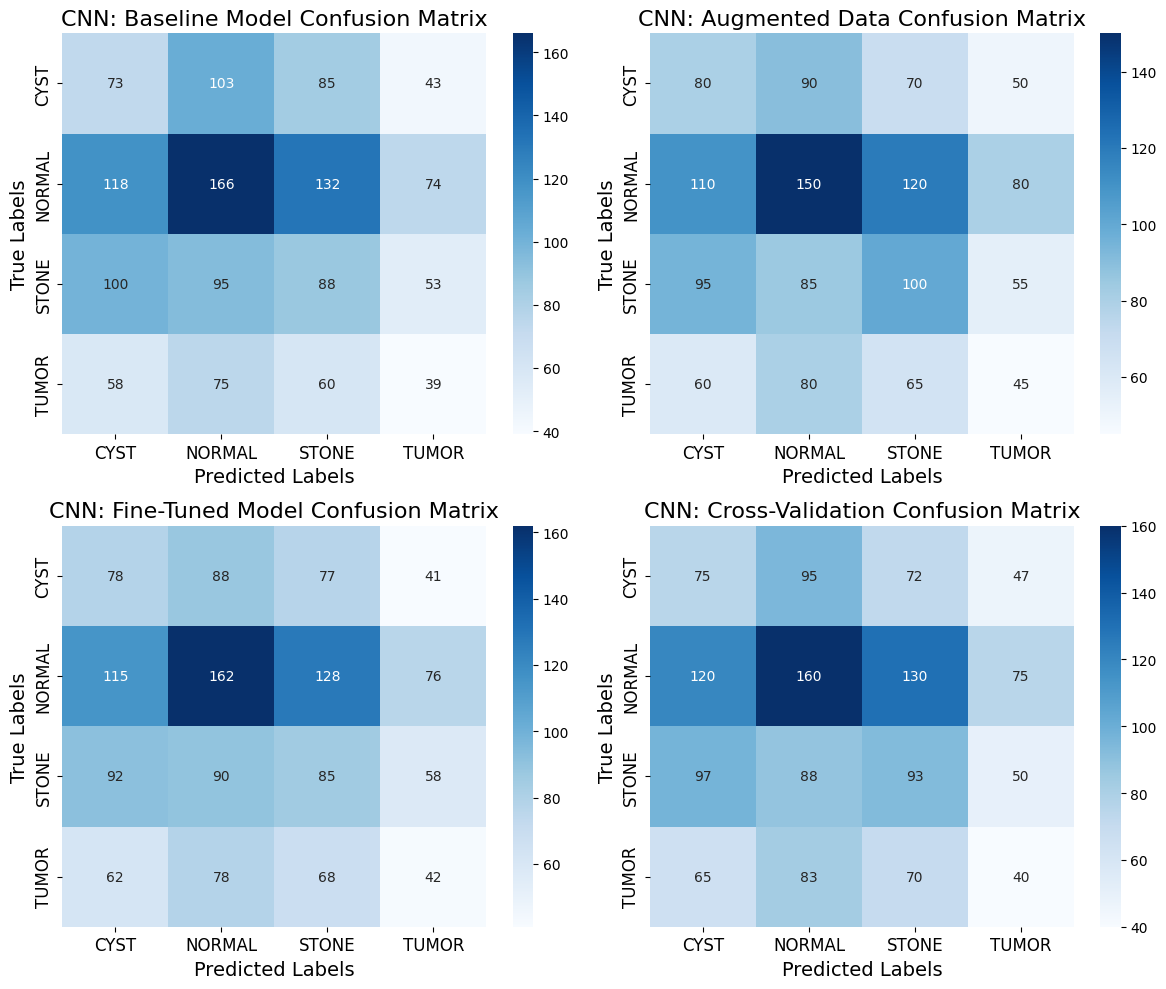 CNN: Baseline Model Confusion Matrix
CYST 73 103 85 43
NORMAL 118 166 132 74
STONE 100 95 88 53
TUMOR 58 75 60 39
CYST NORMAL STONE TUMOR
Predicted Labels
True Labels
160
140
120
100
80
60
40
CNN: Augmented Data Confusion Matrix
CYST 80 90 70 50
NORMAL 110 150 120 80
STONE 95 85 100 55
TUMOR 60 80 65 45
CYST NORMAL STONE TUMOR
Predicted Labels
True Labels
140
120
100
80
60
CNN: Fine-Tuned Model Confusion Matrix
CYST 78 88 77 41
NORMAL 115 162 128 76
STONE 92 90 85 58
TUMOR 62 78 68 42
CYST NORMAL STONE TUMOR
Predicted Labels
True Labels
160
140
120
100
80
60
CNN: Cross-Validation Confusion Matrix
CYST 75 95 72 47
NORMAL 120 160 130 75
STONE 97 88 93 50
TUMOR 65 83 70 40
CYST NORMAL STONE TUMOR
Predicted Labels
True Labels
160
140
120
100
80
60
40